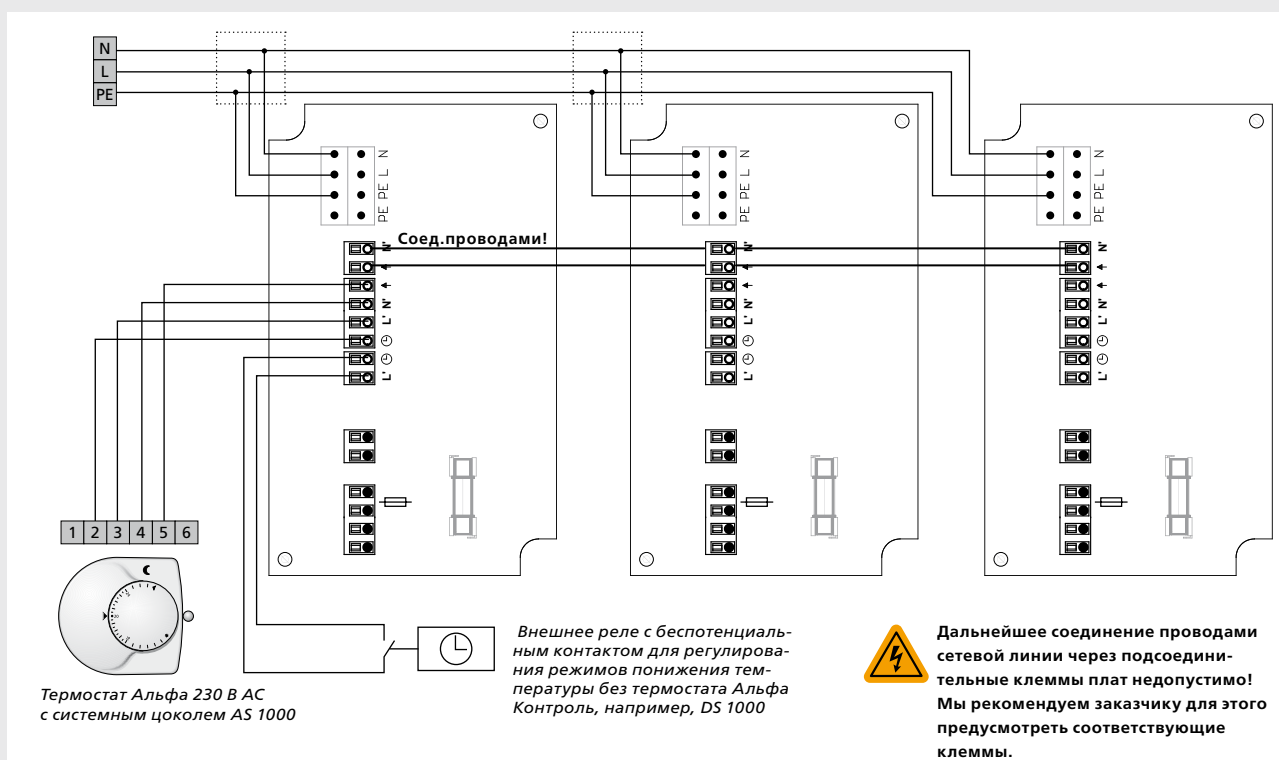 N
L
PE
N
L
PE
PE
N
L
PE
PE
N
L
PE
PE
Соед.проводами!
N'
N'
L'
L'
N'
N'
L'
L'
N'
N'
L'
L'
1 2 3 4 5 6
Термостат Альфа 230 В AC
с системным цоколем AS 1000
Внешнее реле с беспотенциаль-
ным контактом для регулирова-
ния режимов понижения тем-
пературы без термостата Альфа
Контроль, например, DS 1000
Дальнейшее соединение проводами
сетевой линии через подсоедини-
тельные клеммы плат недопустимо!
Мы рекомендуем заказчику для этого
предусмотреть соответствующие
клеммы.